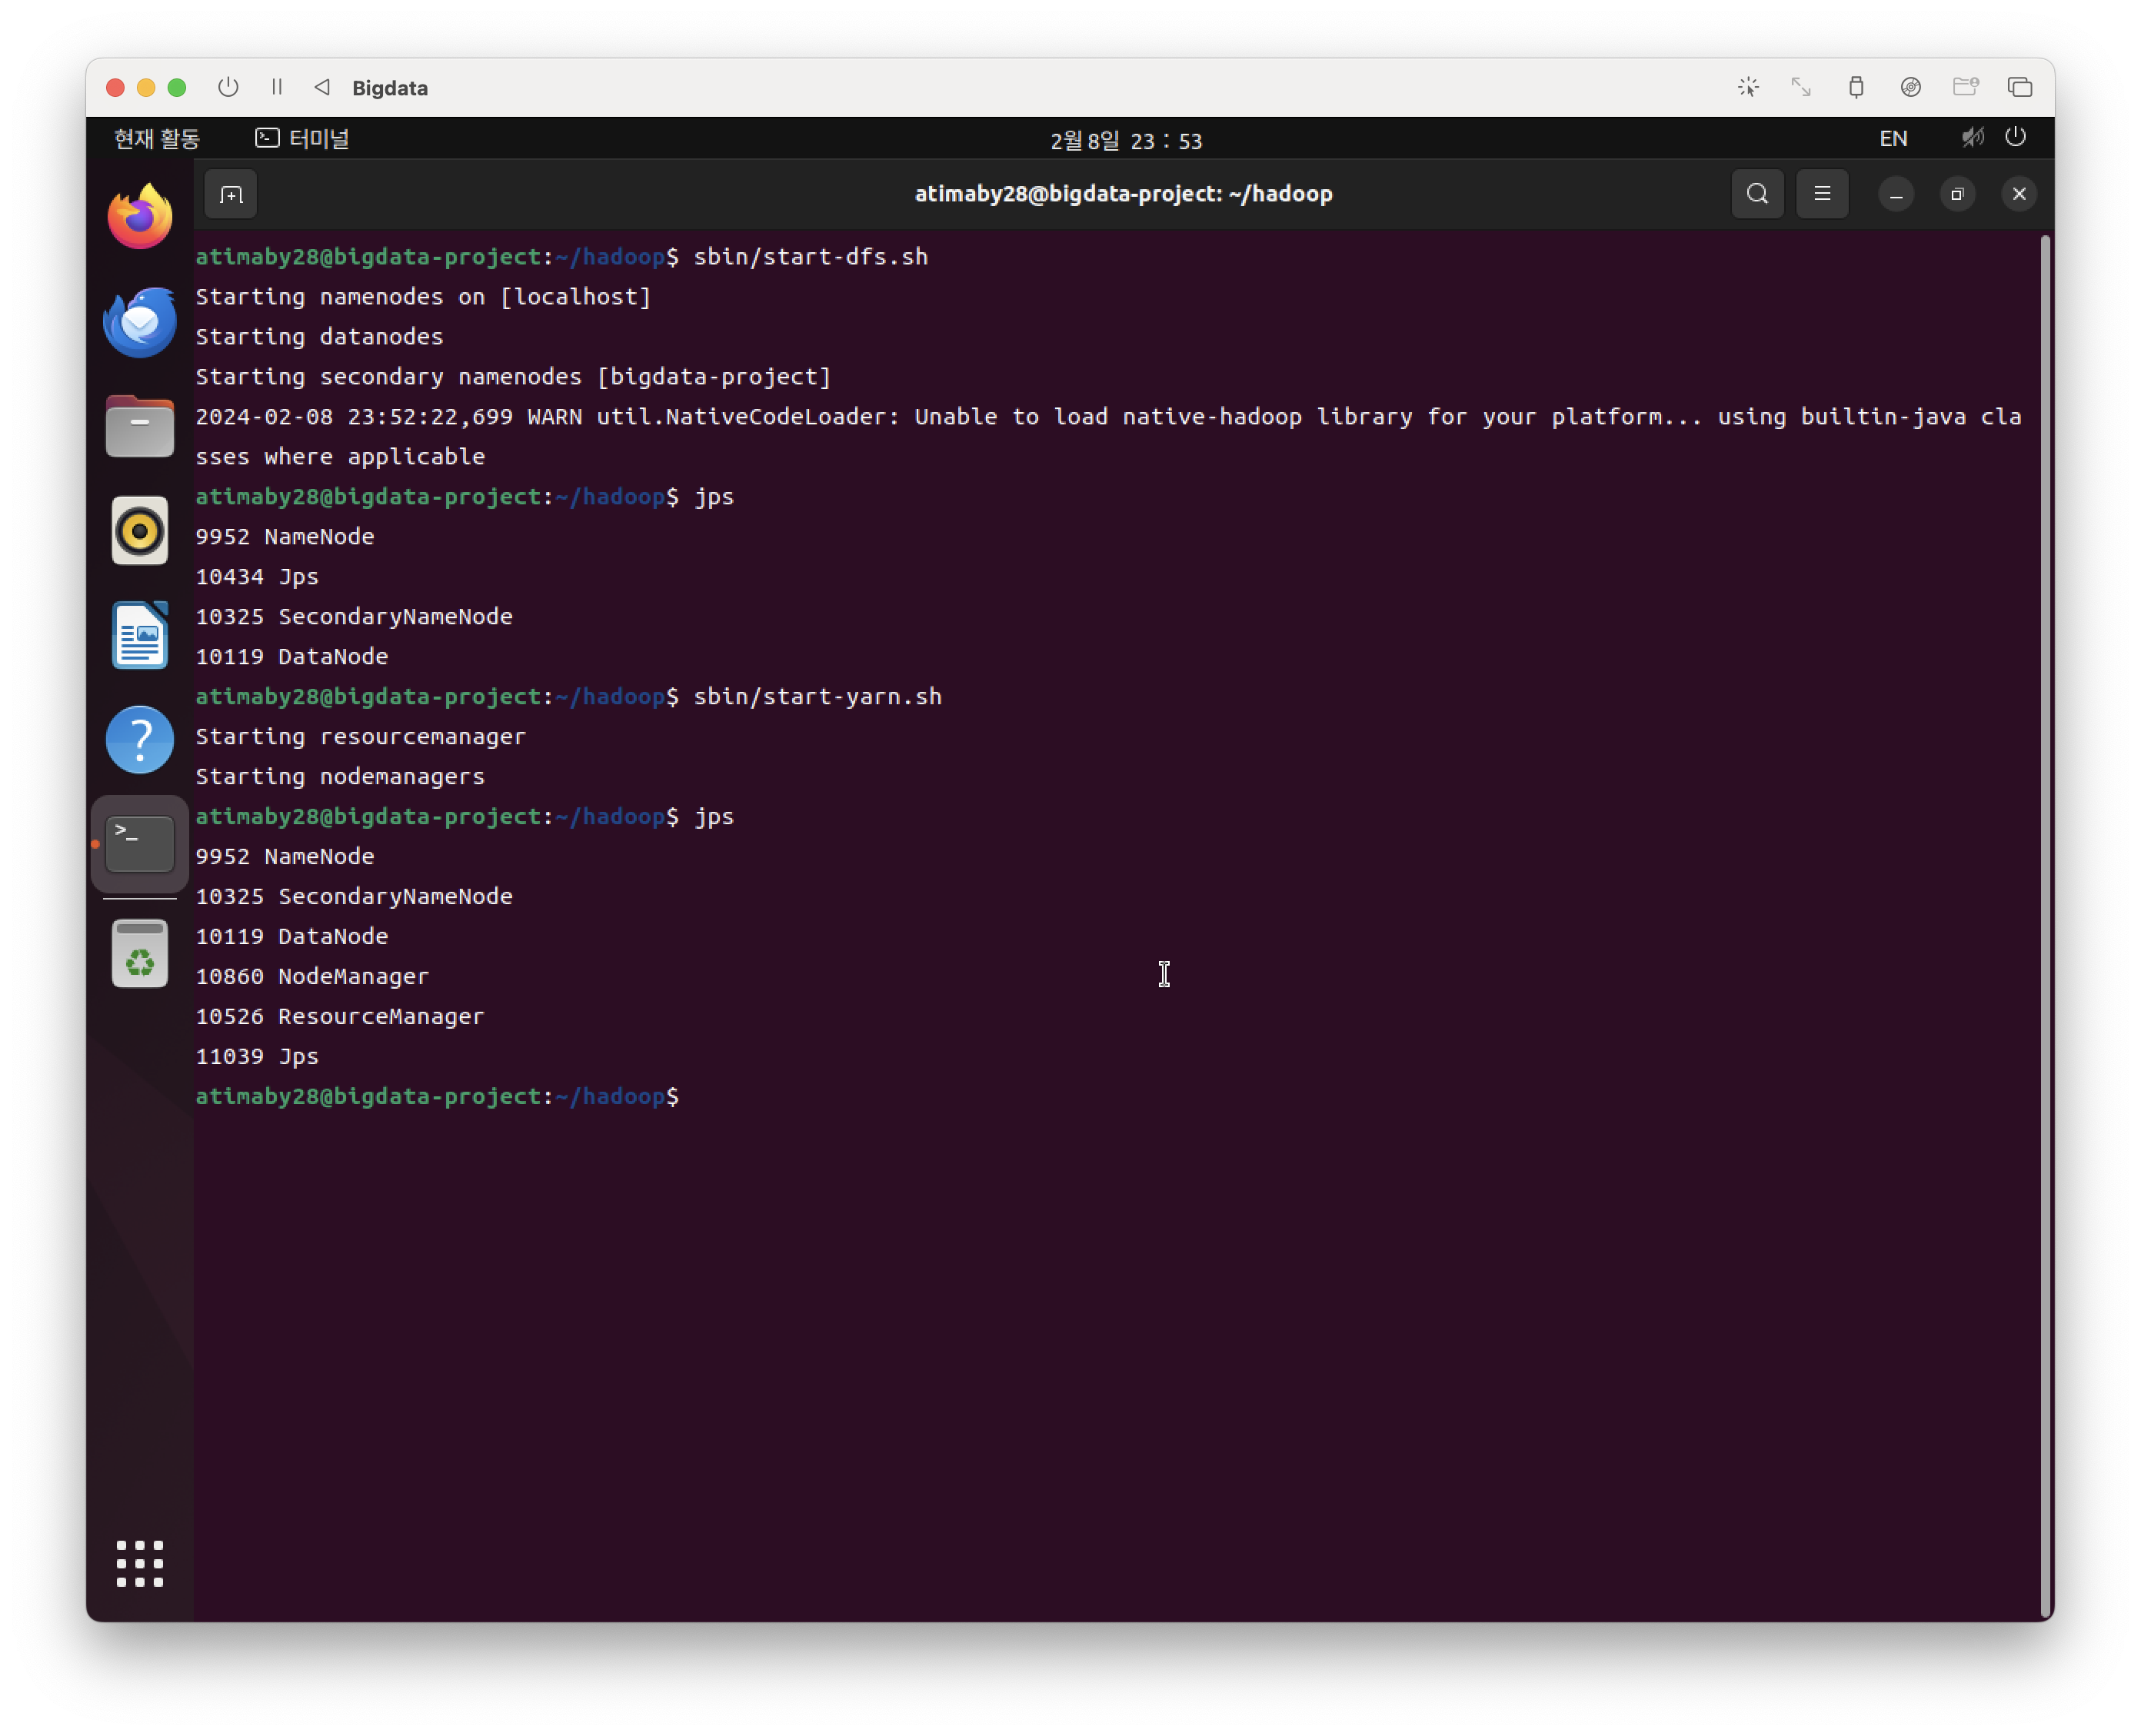 Bigdata
현재 활동
터미널
2월 8일 23 : 53
EN
atimaby28@bigdata-project: ~/hadoop
atimaby28@bigdata-project:~/hadoop$ sbin/start-dfs.sh
Starting namenodes on [localhost]
Starting datanodes
Starting secondary namenodes [bigdata-project]
2024-02-08 23:52:22,699 WARN util.NativeCodeLoader: Unable to load native-hadoop library for your platform... using builtin-java cla
sses where applicable
atimaby28@bigdata-project:~/hadoop$ jps
9952 NameNode
10434 Jps
10325 SecondaryNameNode
10119 DataNode
atimaby28@bigdata-project:~/hadoop$ sbin/start-yarn.sh
Starting resourcemanager
Starting nodemanagers
atimaby28@bigdata-project:~/hadoop$ jps
9952 NameNode
10325 SecondaryNameNode
10119 DataNode
10860 NodeManager
10526 ResourceManager
11039 Jps
atimaby28@bigdata-project:~/hadoop$